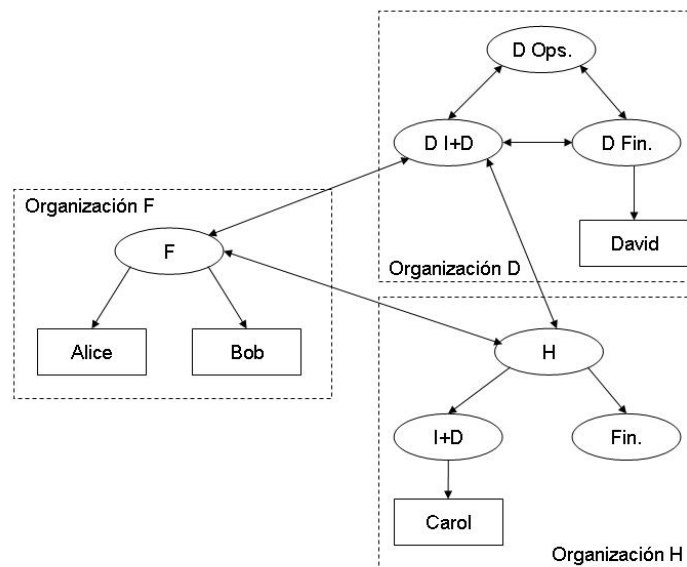 D Ops.
D I+D
D Fin.
David
Organización D
Organización F
F
Alice
Bob
H
I+D
Fin.
Carol
Organización H